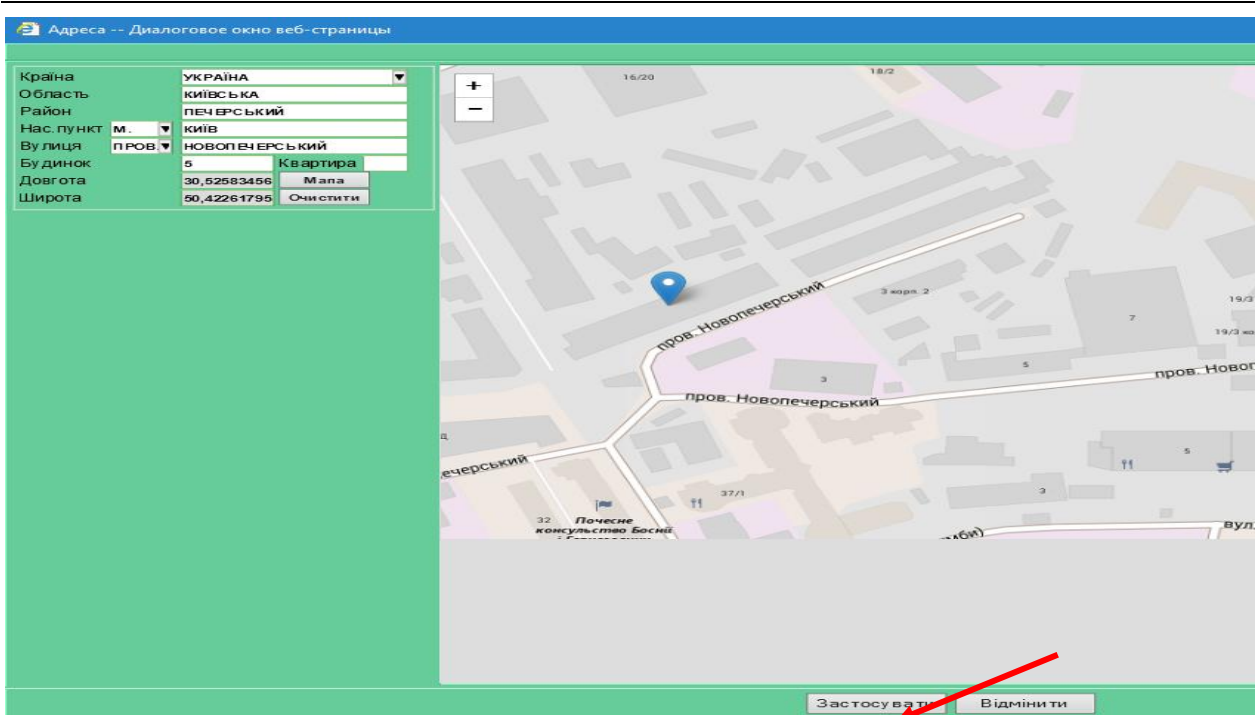 Адреса -- Диалоговое окно веб-страницы
Країна УКРАЇНА
Область КИЇВСЬКА
Район ПЕЧЕРСЬКИЙ
Нас.пункт М. КИЇВ
Вулиця ПРОВ. НОВОПЕЧЕРСЬКИЙ
Будинок 5 Квартира
Довгота 30,52583456 Мапа
Широта 50,42261795 Очистити
+
−
16/20
18/2
3 корп. 2
19/3
7
19/3 ко
пров. Новопечерський
5
3
пров. Новоп
пров. Новопечерський
д.
5
ечерський
37/1
3
32 Почесне
консульство Боснії
вул.
Застосувати Відмінити